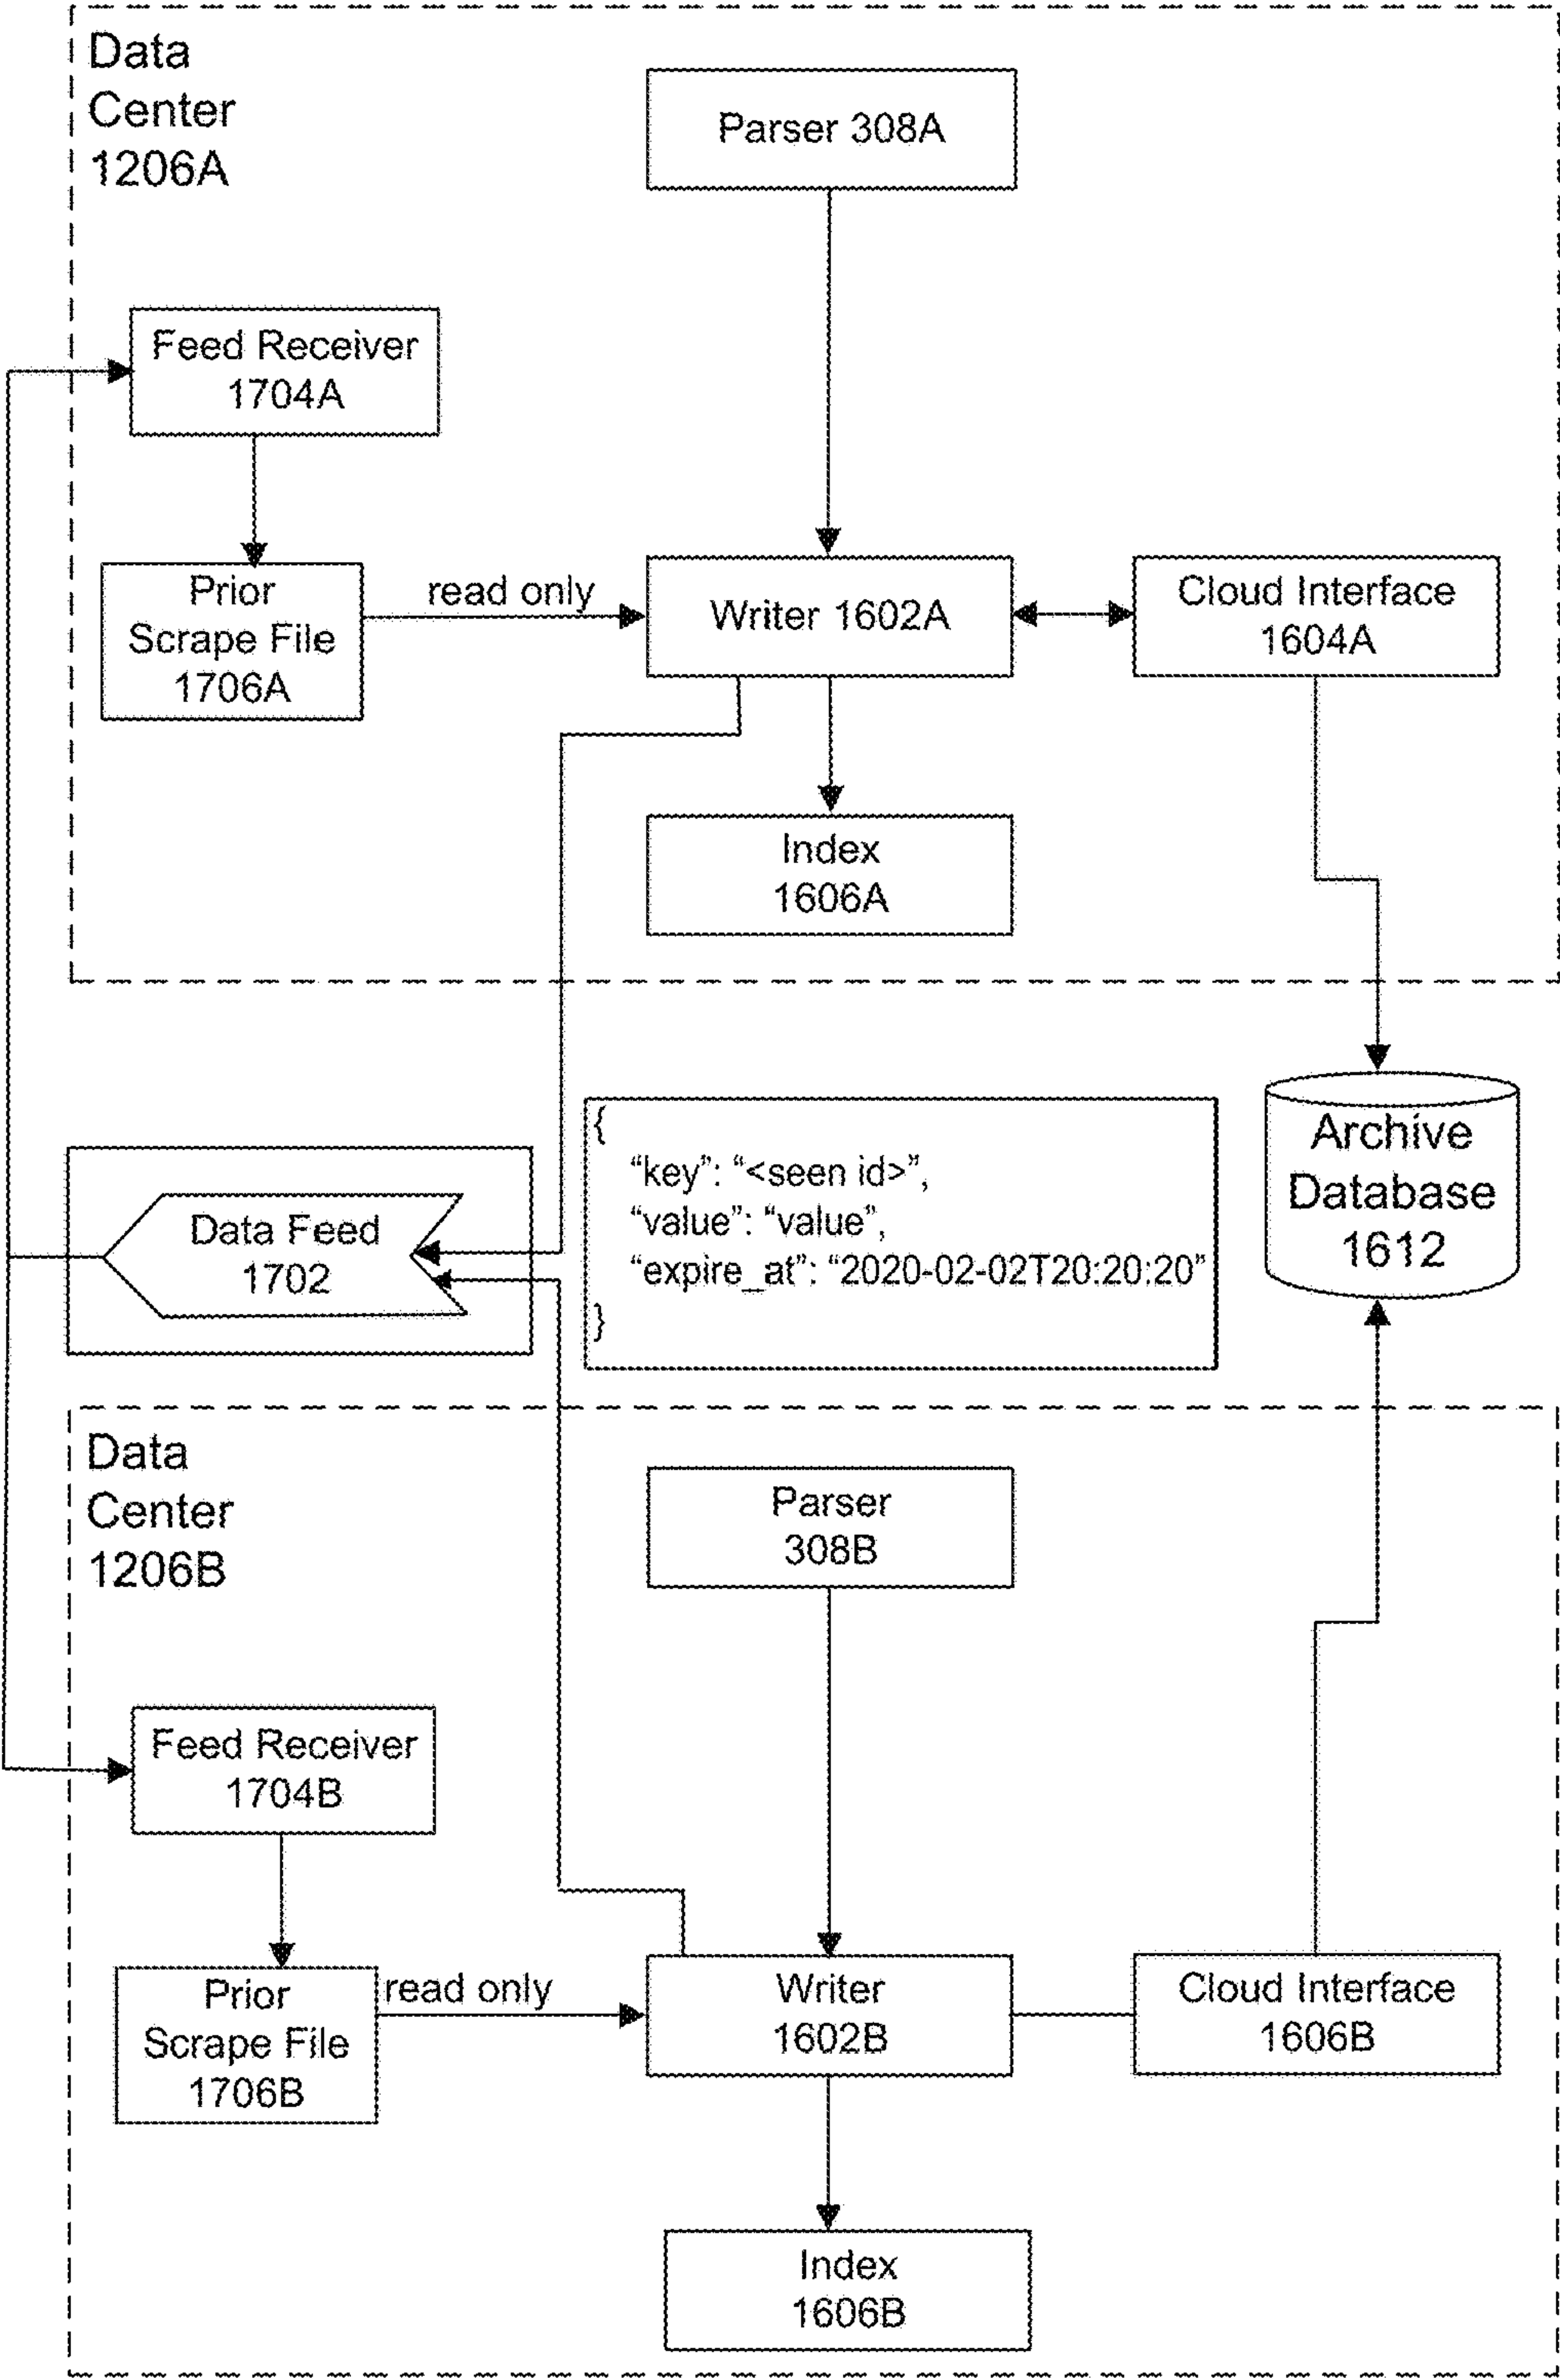 Data
Center
1206A
Parser 308A
Feed Receiver
1704A
Prior
Scrape File
1706A
read only
Writer 1602A
Cloud Interface
1604A
Index
1606A
Data Feed
1702
{
“key”: “<seen id>”,
“value”: “value”,
“expire_at”: “2020-02-02T20:20:20”
}
Archive
Database
1612
Data
Center
1206B
Parser
308B
Feed Receiver
1704B
Prior
Scrape File
1706B
read only
Writer
1602B
Cloud Interface
1606B
Index
1606B